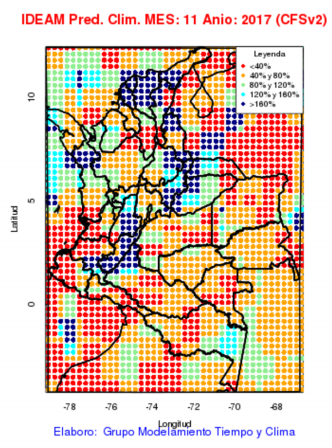 IDEAM Pred. Clim. MES: 11 Anio: 2017 (CFSv2)
Leyenda
<40%
40% y 80%
80% y 120%
120% y 160%
>160%
Latitud
10
5
0
-78 -76 -74 -72 -70 -68
Longitud
Elaboro: Grupo Modelamiento Tiempo y Clima